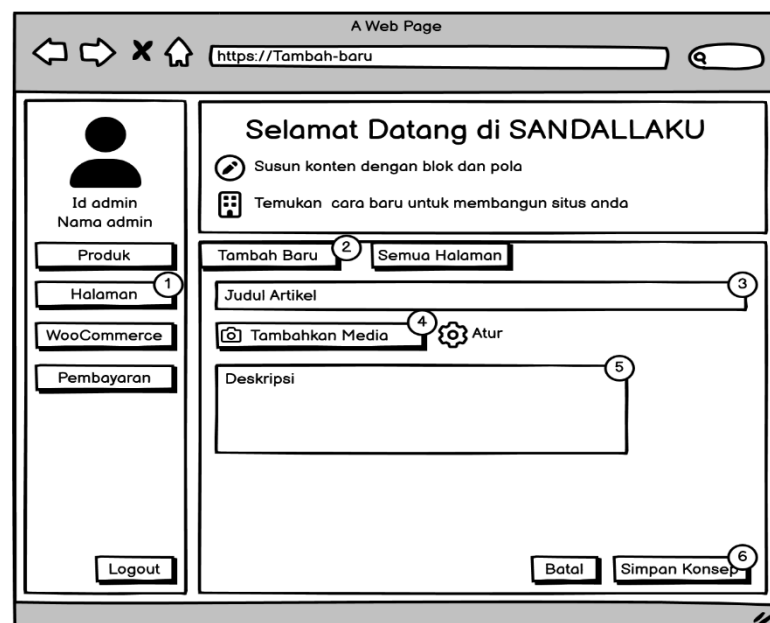 A Web Page
https://Tambah-baru
Id admin
Nama admin
Produk
Halaman
1
WooCommerce
Pembayaran
Logout
Selamat Datang di SANDALLAKU
Susun konten dengan blok dan pola
Temukan cara baru untuk membangun situs anda
Tambah Baru
2
Semua Halaman
Judul Artikel
3
Tambahkan Media
4
Atur
Deskripsi
5
Batal
Simpan Konsep
6